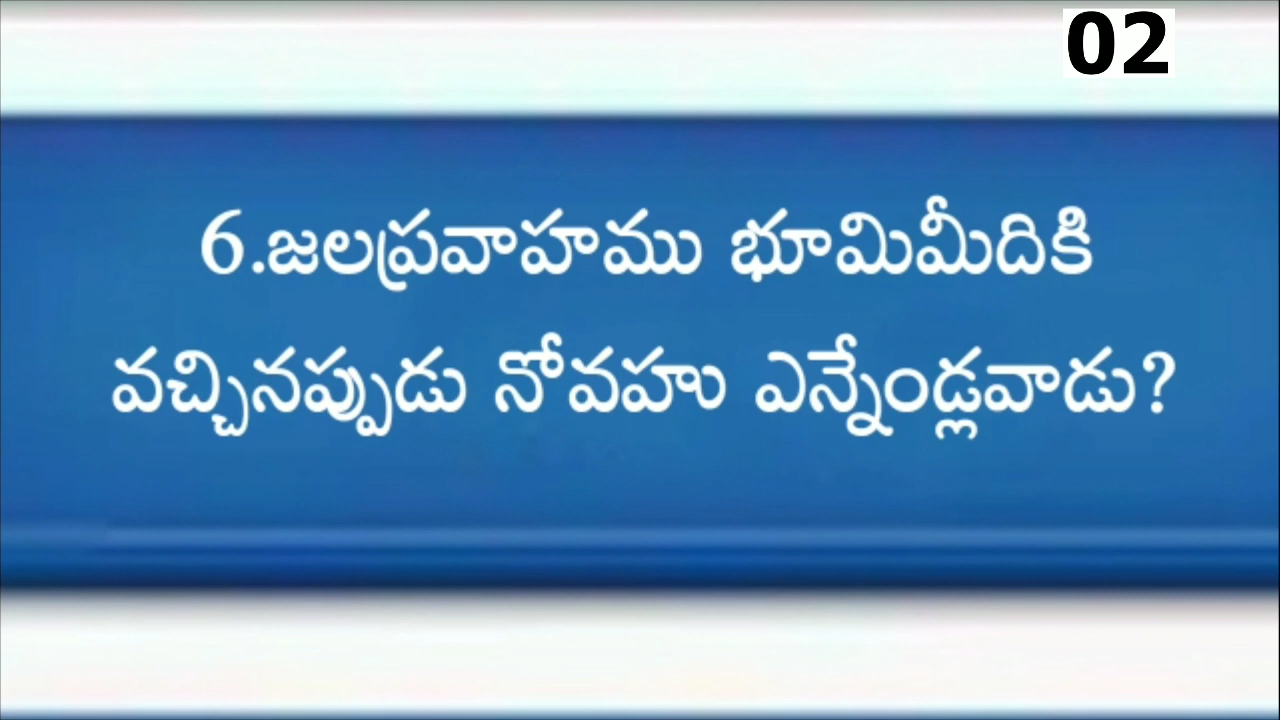 02
6.జలప్రవాహము భూమిమీదికి
వచ్చినప్పుడు నోవహు ఎన్నేండ్లవాడు?